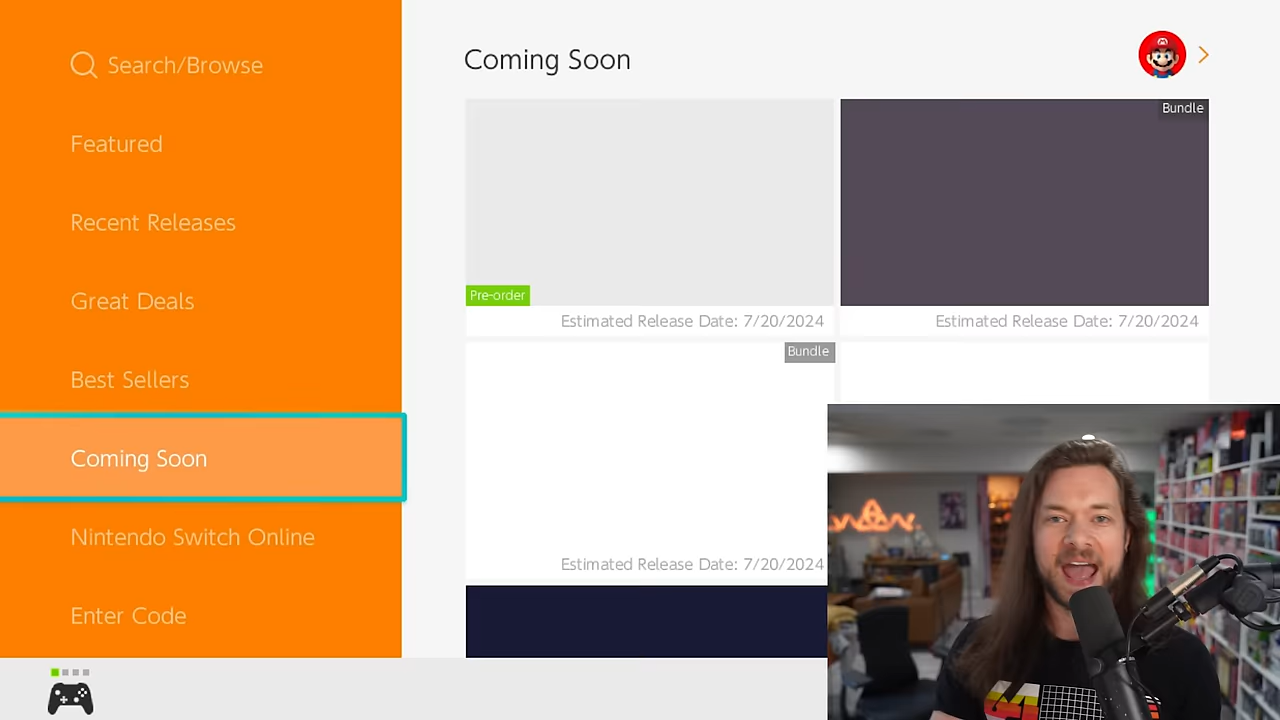 Search/Browse
Featured
Recent Releases
Great Deals
Best Sellers
Coming Soon
Nintendo Switch Online
Enter Code
Coming Soon
Bundle
Pre-order
Estimated Release Date: 7/20/2024
Estimated Release Date: 7/20/2024
Bundle
Estimated Release Date: 7/20/2024